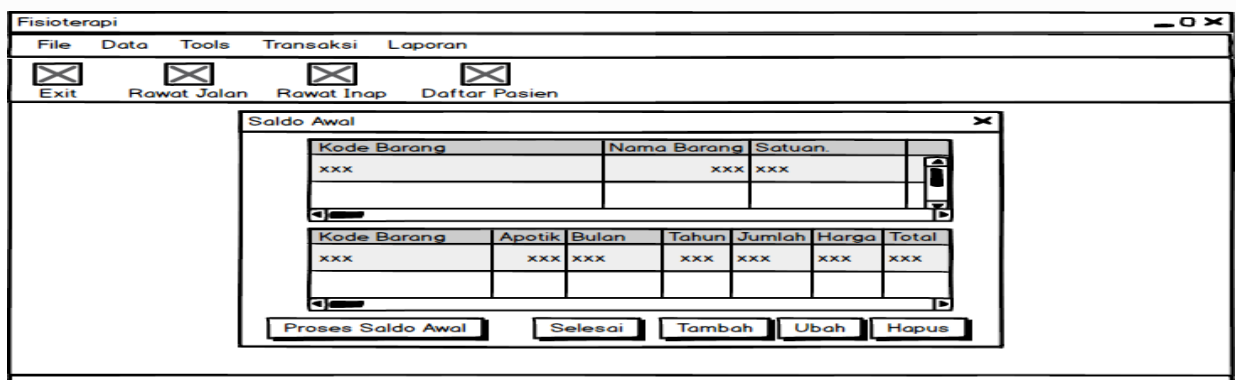 Fisioterapi
File Data Tools Transaksi Laporan
Exit Rawat Jalan Rawat Inap Daftar Pasien
Saldo Awal
Kode Barang Nama Barang Satuan.
xxx xxx xxx
Kode Barang Apotik Bulan Tahun Jumlah Harga Total
xxx xxx xxx xxx xxx xxx xxx
Proses Saldo Awal Selesai Tambah Ubah Hapus